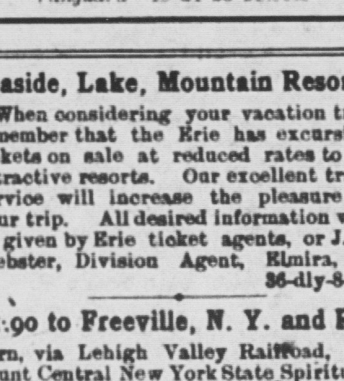 aside, Lake, Mountain Resor
When considering your vacation t
nember that the Erie has excurs
kets on sale at reduced rates to
tractive resorts. Our excellent tr
rvice will increase the pleasure
ur trip. All desired information
given by Erie ticket agents, or J.
ebster, Division Agent, Elmira,
36-dly-8
.90 to Freeville, N. Y. and
rn, via Lehigh Valley Railroad,
unt Central New York State Spiritu